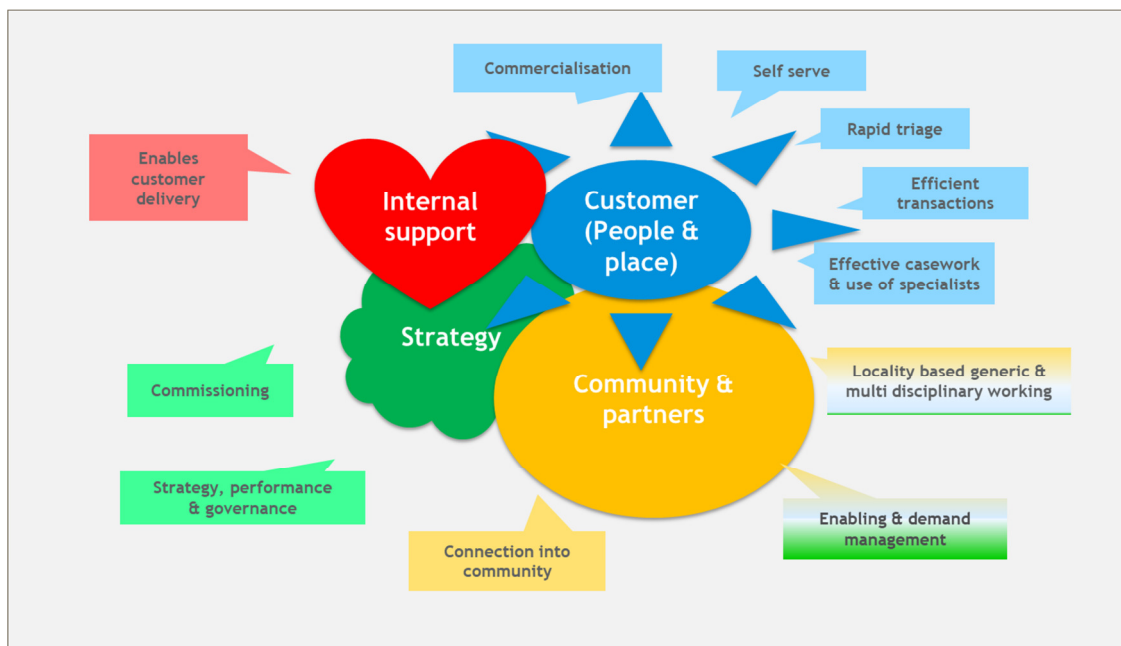 Commercialisation
Self serve
Rapid triage
Enables
customer
delivery
Internal
support
Customer
(People &
place)
Efficient
transactions
Effective casework
& use of specialists
Strategy
Community &
partners
Locality based generic &
multi disciplinary working
Commissioning
Strategy, performance
& governance
Enabling & demand
management
Connection into
community